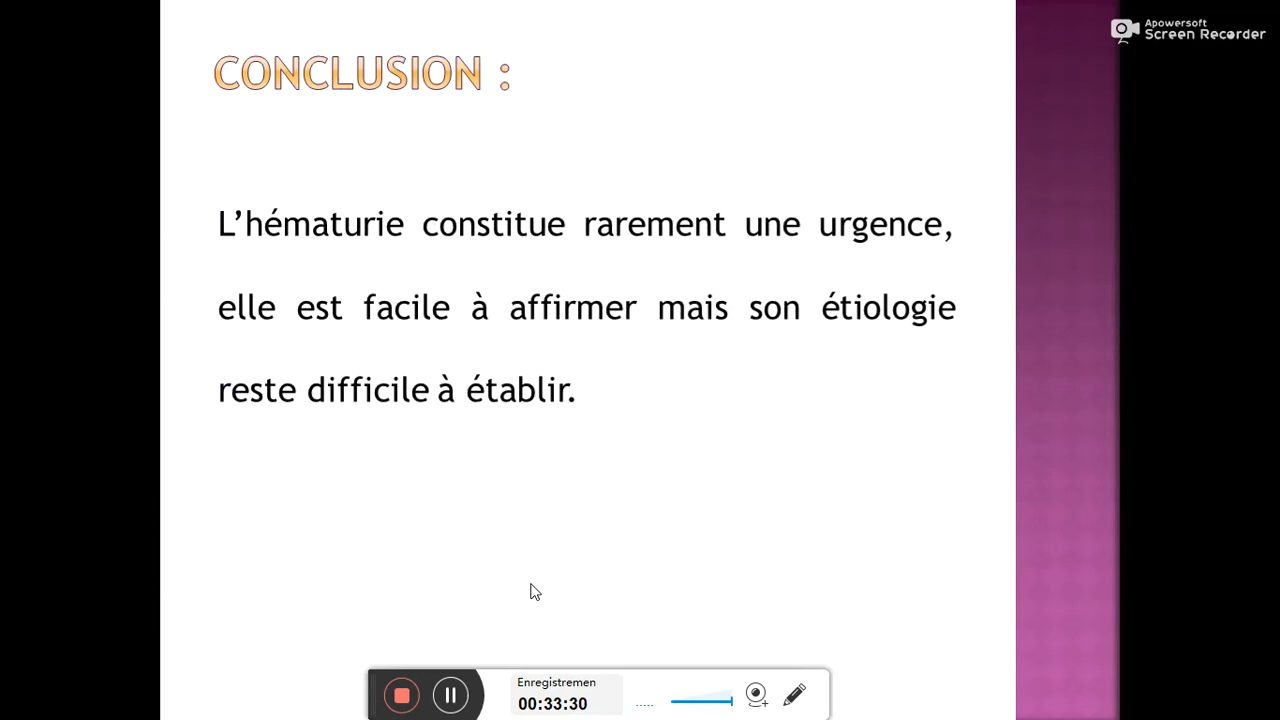 Apowersoft
Screen Recorder
CONCLUSION :
L’hématurie constitue rarement une urgence,
elle est facile à affirmer mais son étiologie
reste difficile à établir.
Enregistremen
00:33:30